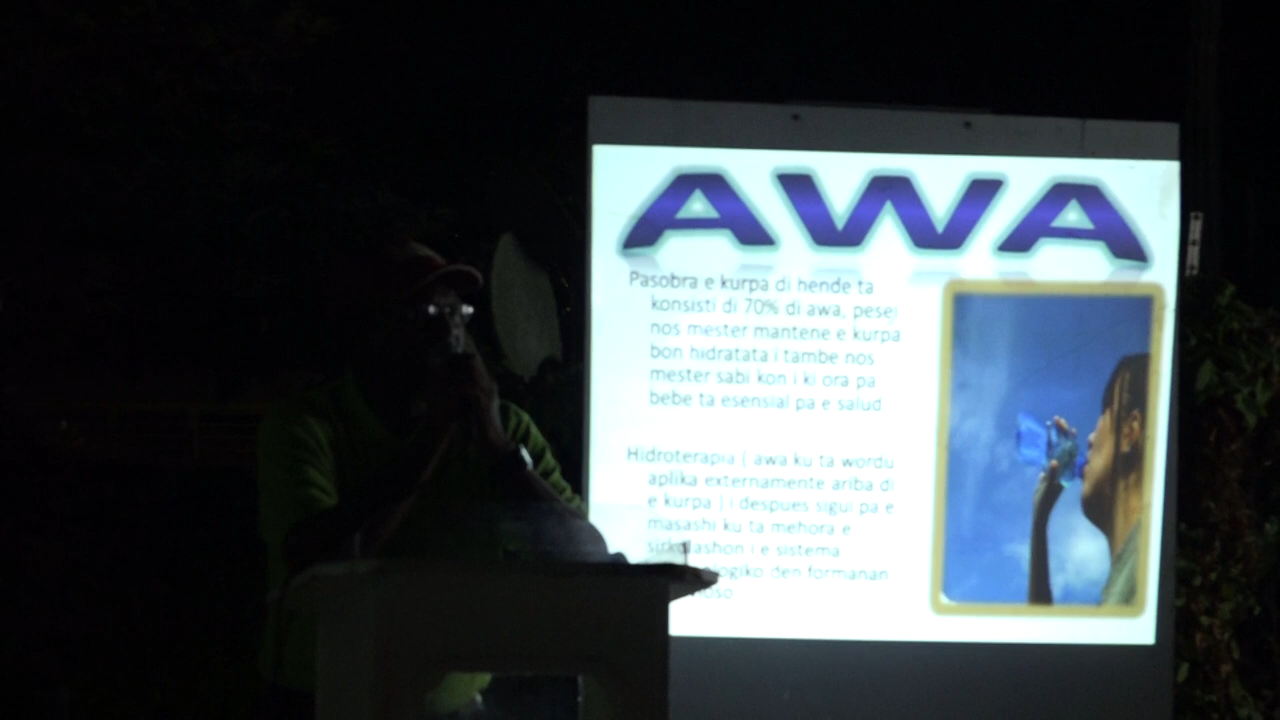 AWA
Pasobra e kurpa di hende ta
konsisti di 70% di awa, pesei
nos mester mantene e kurpa
bon hidratata i tambe nos
mester sabi kon i ki ora pa
bebe ta esensial pa e salud
Hidroterapia ( awa ku ta wordu
aplika externamente ariba di
e kurpa ) i despues sigui pa e
masashi ku ta mehora e
i e sistema
den formanan